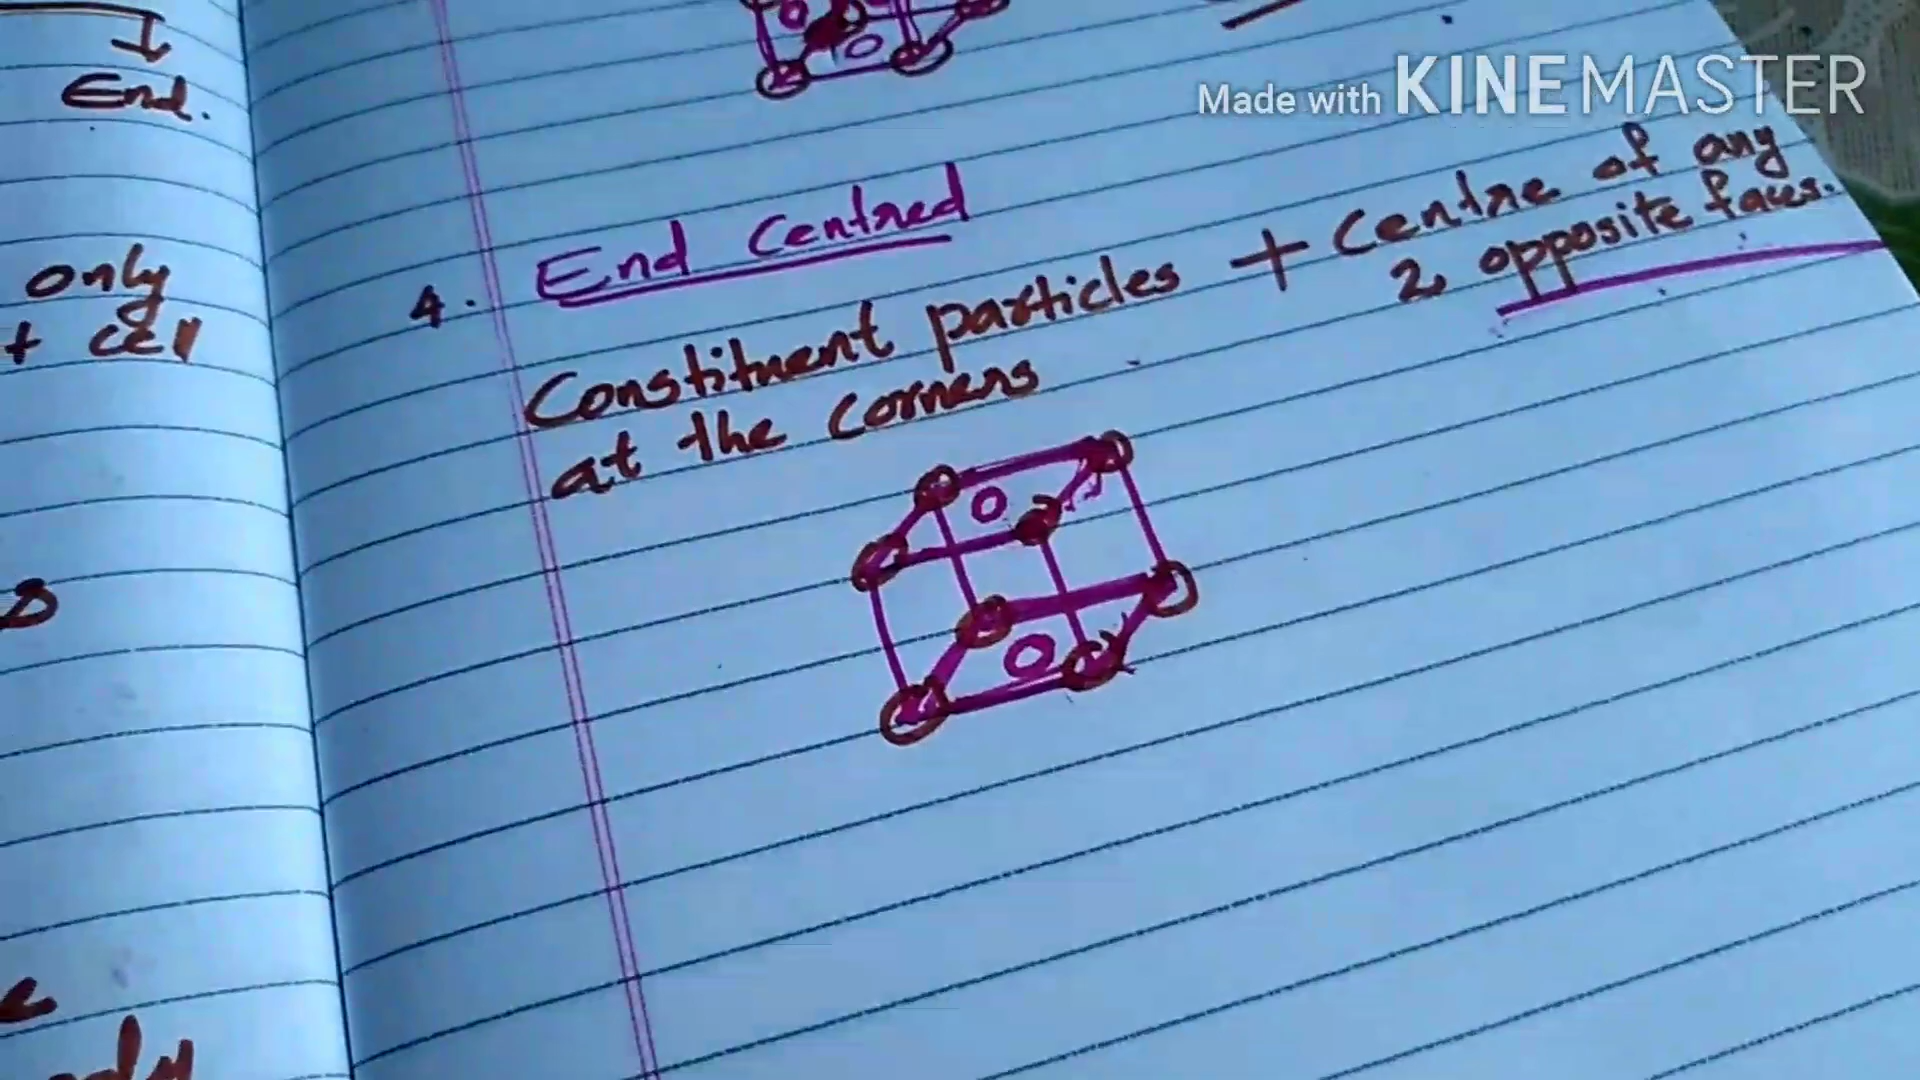 Made with KINEMASTER
End.
only
+ cell
4. End Centred
Constituent particles + Centre of any
at the corners
2 opposite faces.